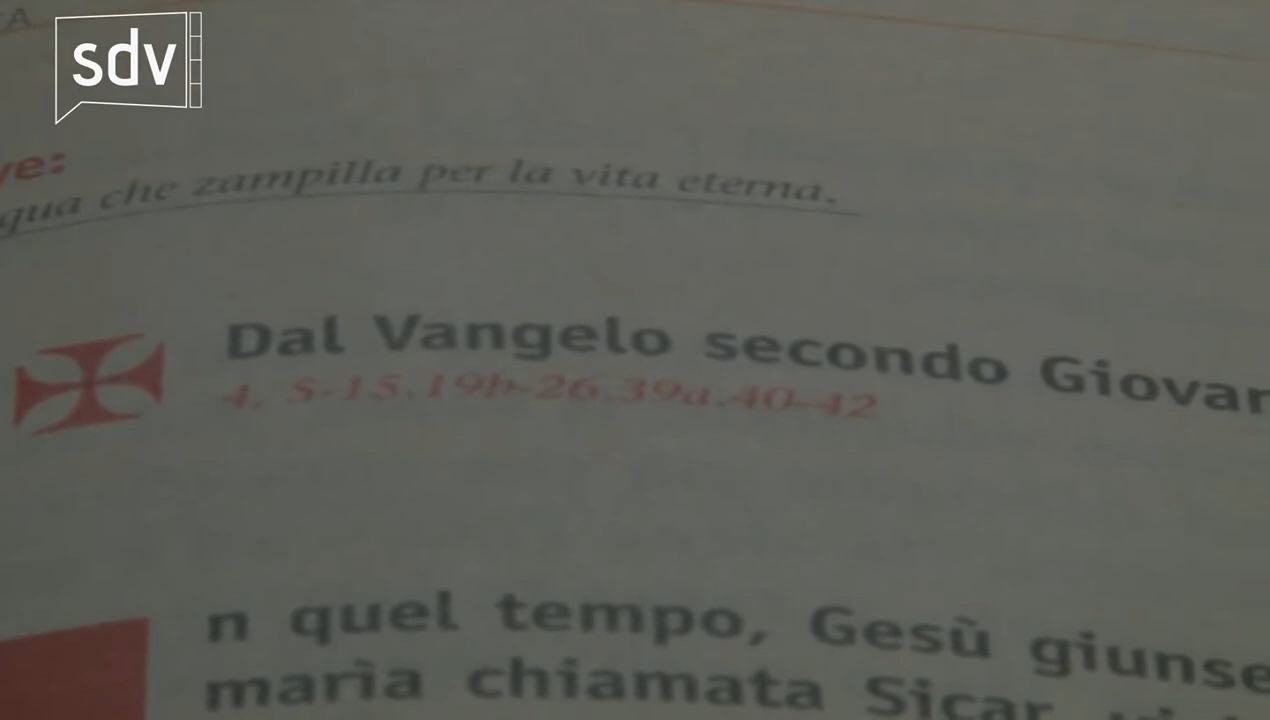 A
sdv
ve:
qua che zampilla per la vita eterna.
Dal Vangelo secondo Giovan
4, 5-15.19b-26.39a.40-42
n quel tempo, Gesù giunse
marìa chiamata Sicar,